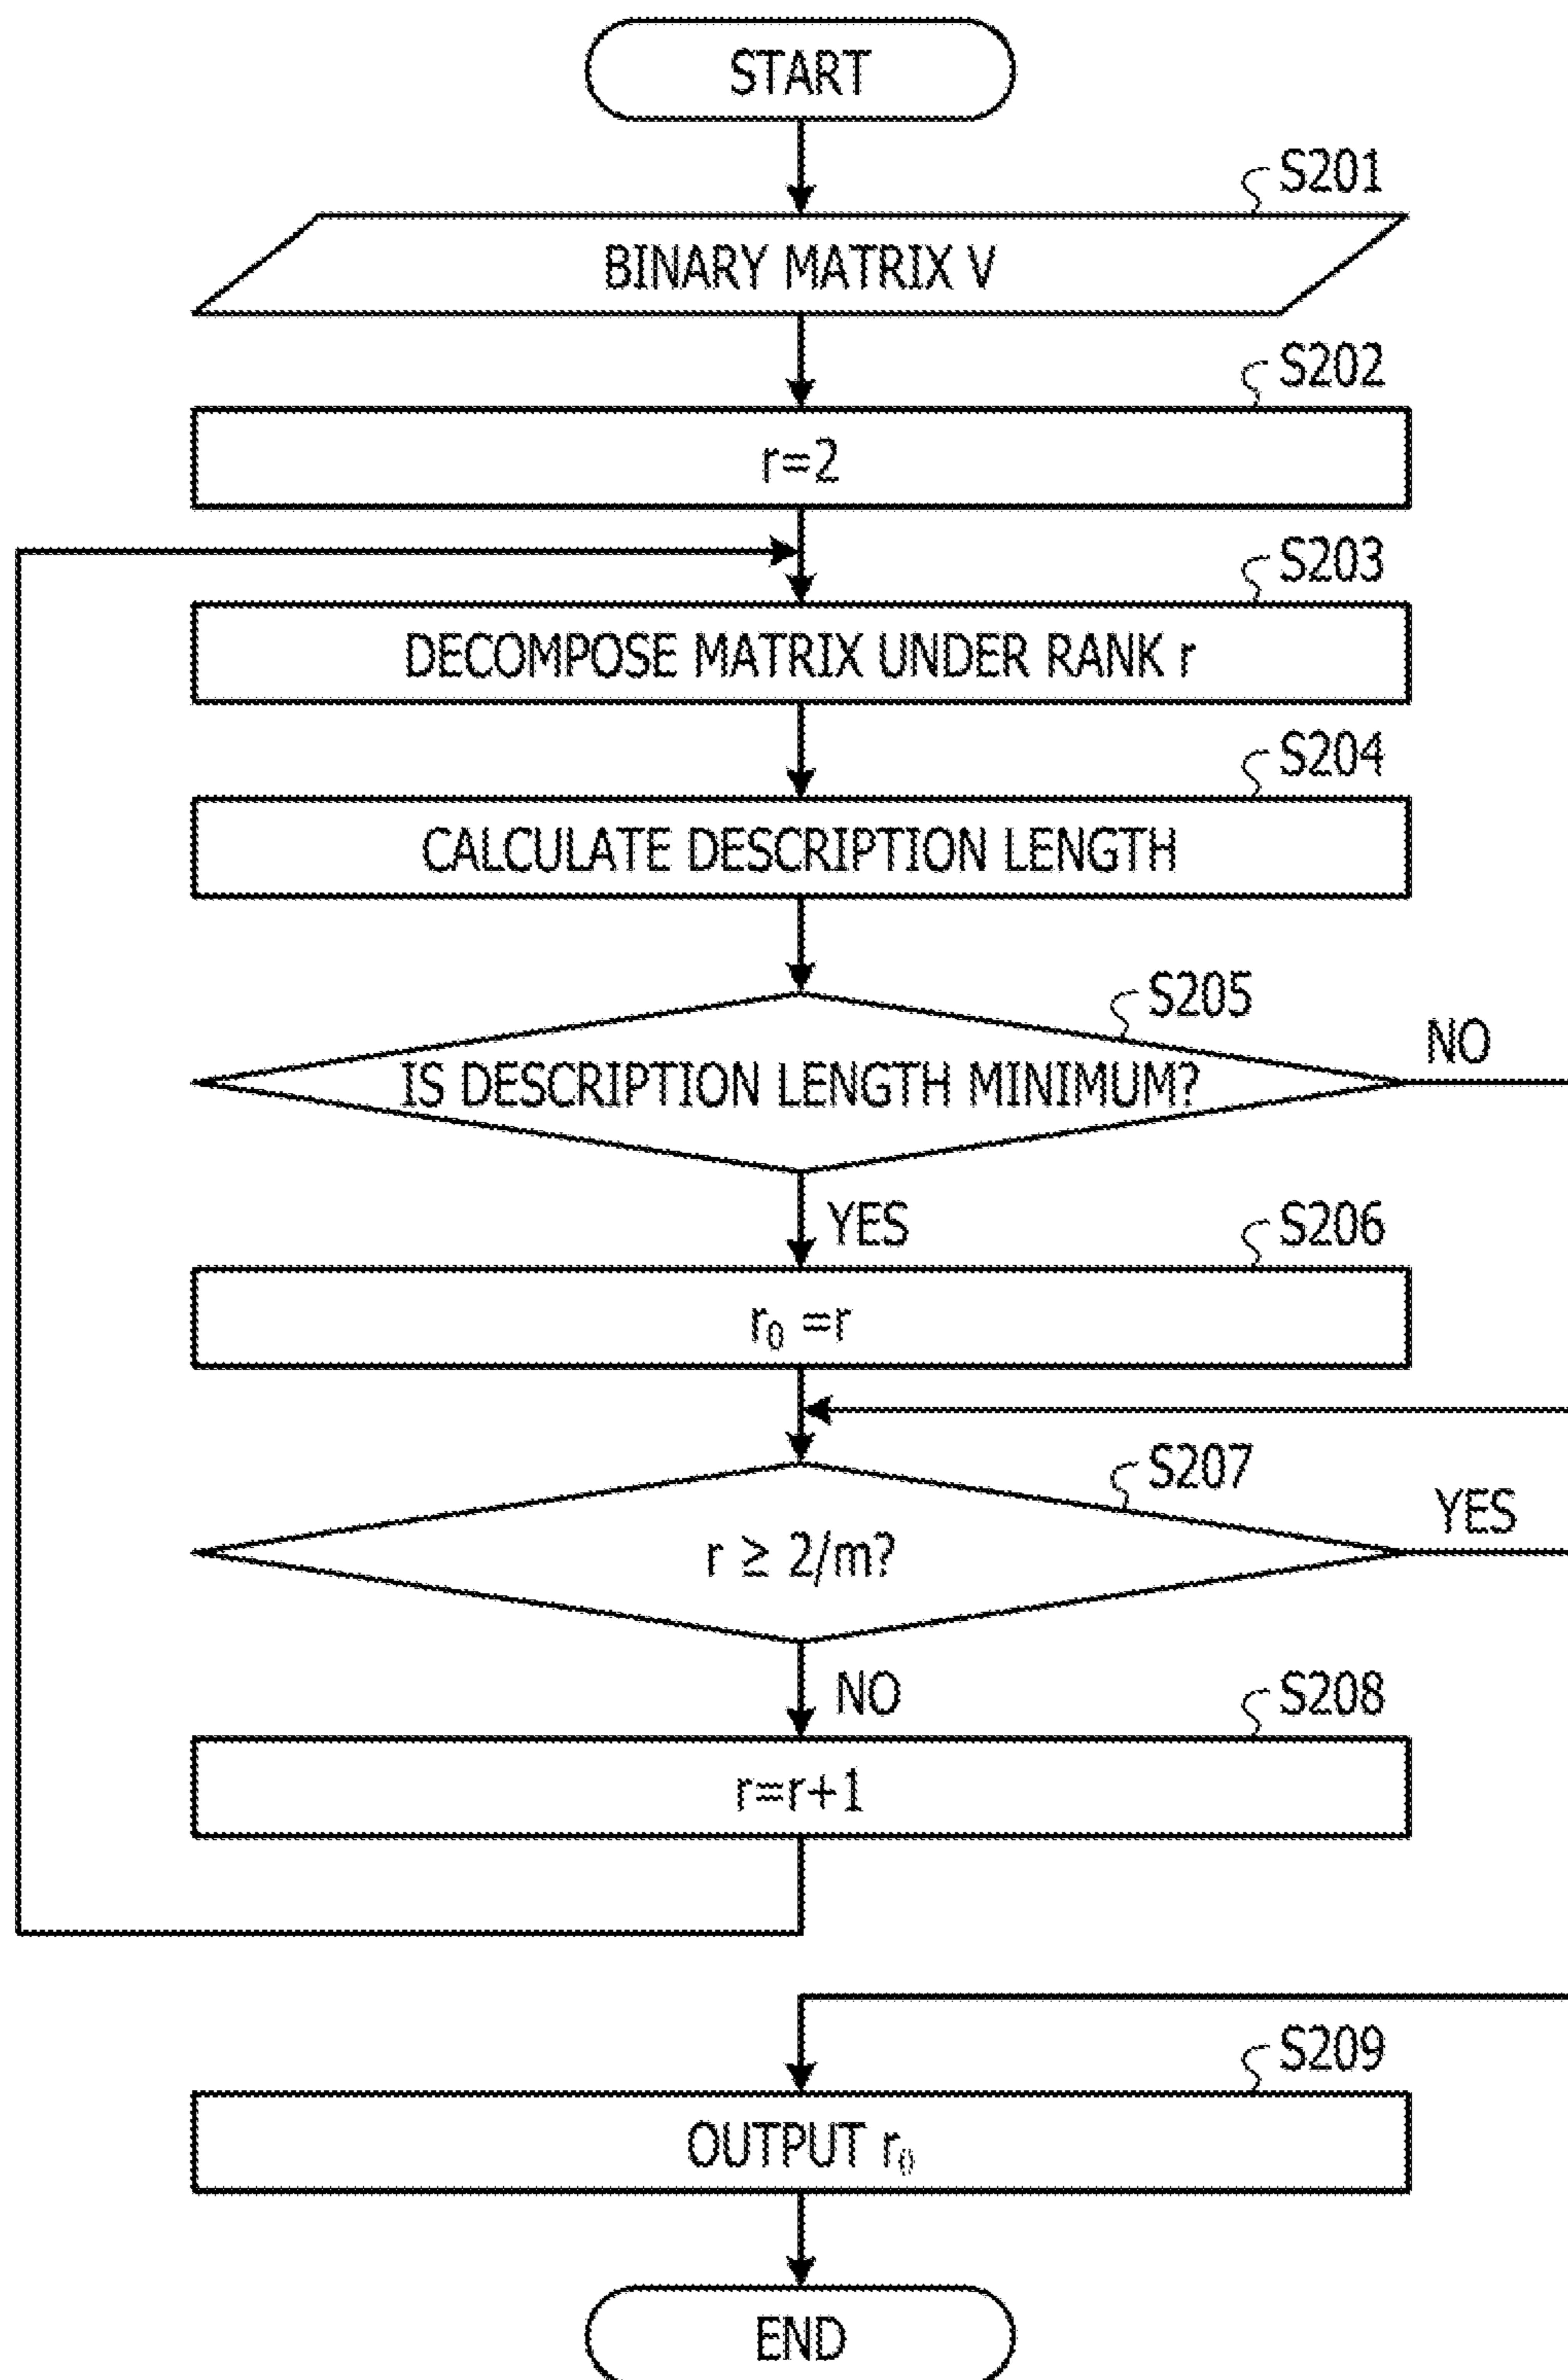 START
S201
BINARY MATRIX V
S202
r=2
S203
DECOMPOSE MATRIX UNDER RANK r
S204
CALCULATE DESCRIPTION LENGTH
S205
NO
IS DESCRIPTION LENGTH MINIMUM?
YES
S206
r₀ =r
S207
YES
r ≥ 2/m?
NO
S208
r=r+1
S209
OUTPUT r₀
END